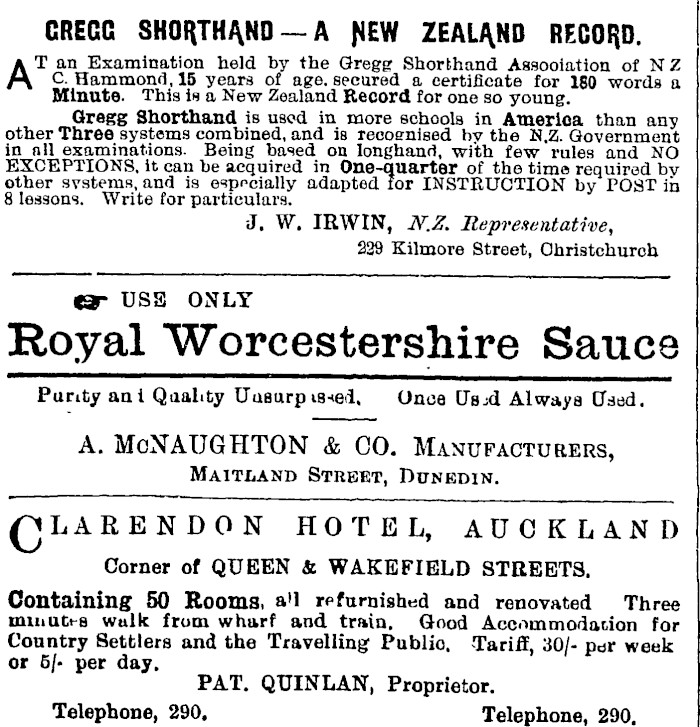 GREGG SHORTHAND — A NEW ZEALAND RECORD.
AT an Examination held by the Gregg Shorthand Association of N Z
C. Hammond, 15 years of age, secured a certificate for 180 words a
Minute. This is a New Zealand Record for one so young.
Gregg Shorthand is used in more schools in America than any
other Three systems combined, and is recognised by the N.Z. Government
in all examinations. Being based on longhand, with few rules and NO
EXCEPTIONS, it can be acquired in One-quarter of the time required by
other systems, and is especially adapted for INSTRUCTION by POST in
8 lessons. Write for particulars.
J. W. IRWIN, N.Z. Representative,
229 Kilmore Street, Christchurch
☛ USE ONLY
Royal Worcestershire Sauce
Purity and Quality Unsurpassed. Once Used Always Used.
A. McNAUGHTON & CO. MANUFACTURERS,
MAITLAND STREET, DUNEDIN.
CLARENDON HOTEL, AUCKLAND
Corner of QUEEN & WAKEFIELD STREETS.
Containing 50 Rooms, all refurnished and renovated Three
minutes walk from wharf and train. Good Accommodation for
Country Settlers and the Travelling Public. Tariff, 30/- per week
or 5/- per day.
PAT. QUINLAN, Proprietor.
Telephone, 290. Telephone, 290.